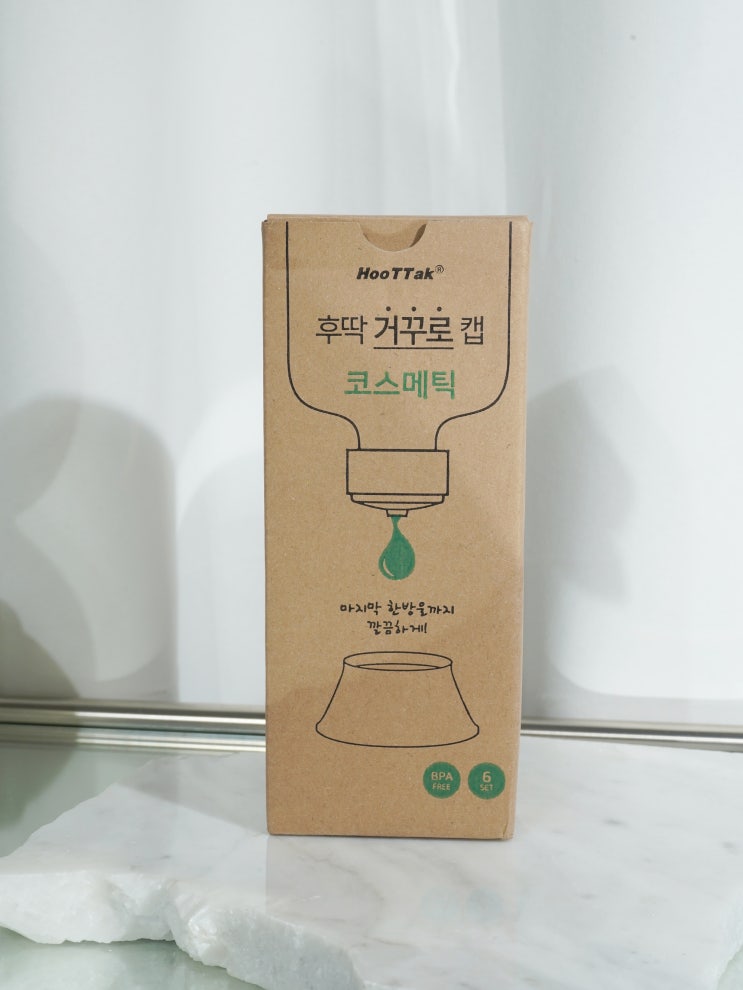 HooTTak®
후딱 거꾸로 캡
코스메틱
마지막 한방울까지
깔끔하게!
BPA
FREE
6
SET